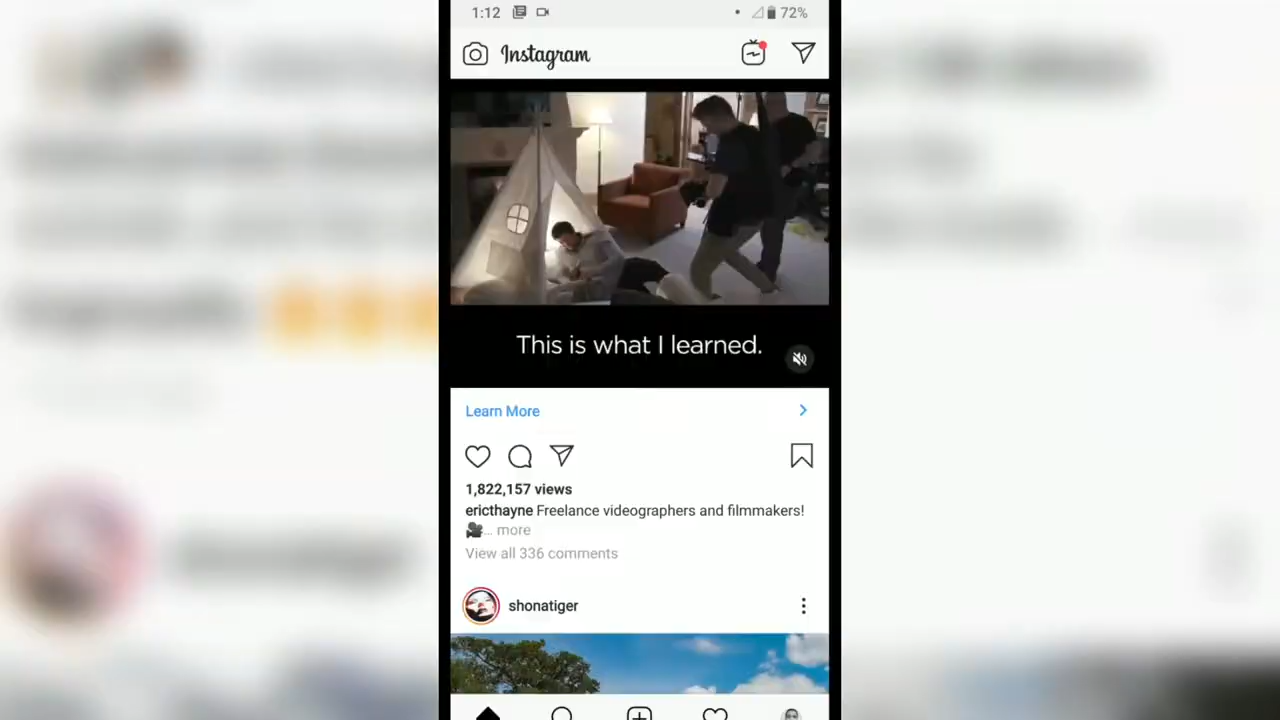 1:12 72%
Instagram
This is what I learned.
Learn More
1,822,157 views
ericthayne Freelance videographers and filmmakers!
... more
View all 336 comments
shonatiger